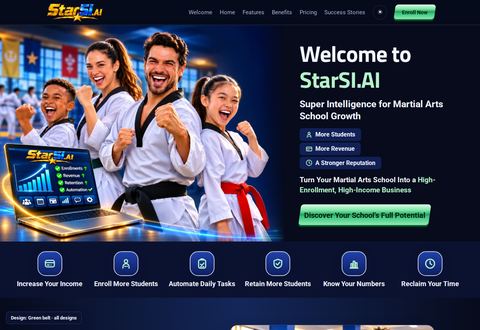 StarSI.AI
Welcome
Home
Features
Benefits
Pricing
Success Stories
Enroll Now
Welcome to
StarSI.AI
Super Intelligence for Martial Arts
School Growth
More Students
More Revenue
A Stronger Reputation
Turn Your Martial Arts School Into a High-
Enrollment, High-Income Business
Discover Your School's Full Potential
StarSI.AI
Enrollments
Revenue
Retention
Automation
Increase Your Income
Enroll More Students
Automate Daily Tasks
Retain More Students
Know Your Numbers
Reclaim Your Time
Design: Green belt · all designs